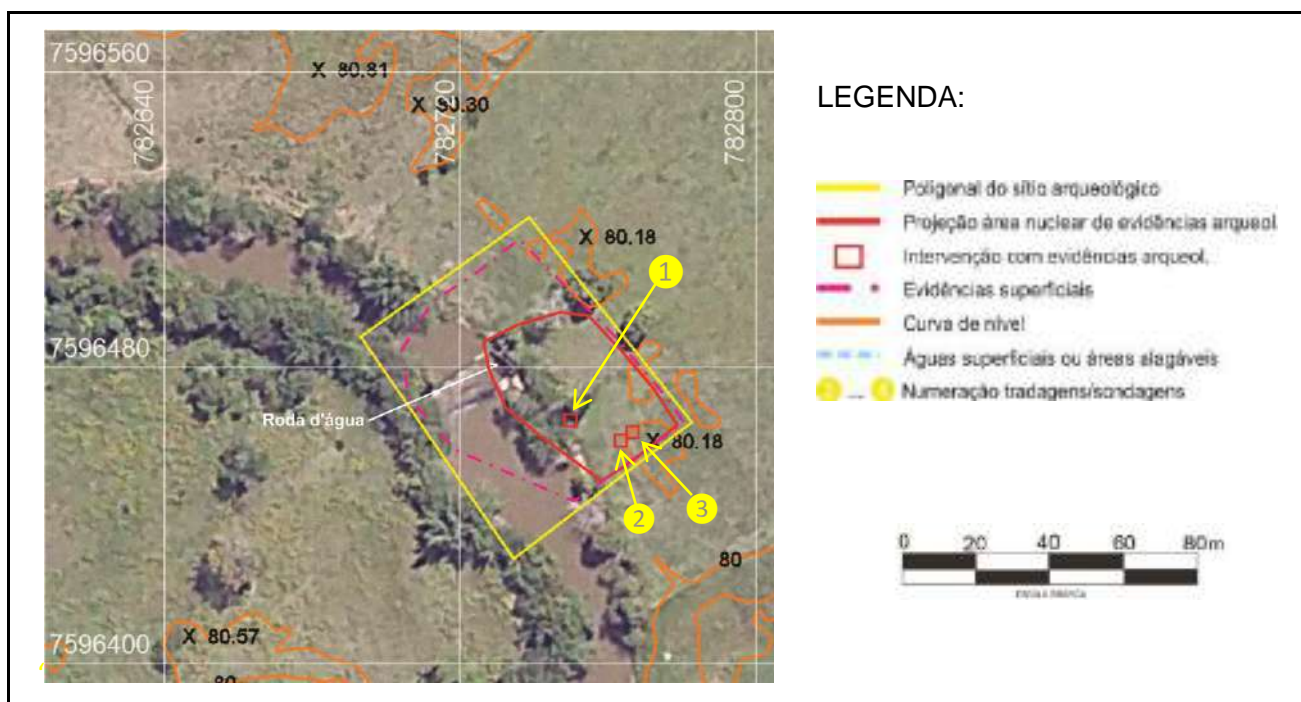 7596560
782640
782720
782800
X 80.81
X 80.30
X 80.18
1
7596480
Roda d'água
X 80.18
2
3
80
7596400
X 80.57
80
LEGENDA:
Poligonal do sítio arqueológico
Projeção área nuclear de evidências arqueol.
Intervenção com evidências arqueol.
Evidências superficiais
Curva de nível
Águas superficiais ou áreas alagáveis
... Numeração tradagens/sondagens
0 20 40 60 80m